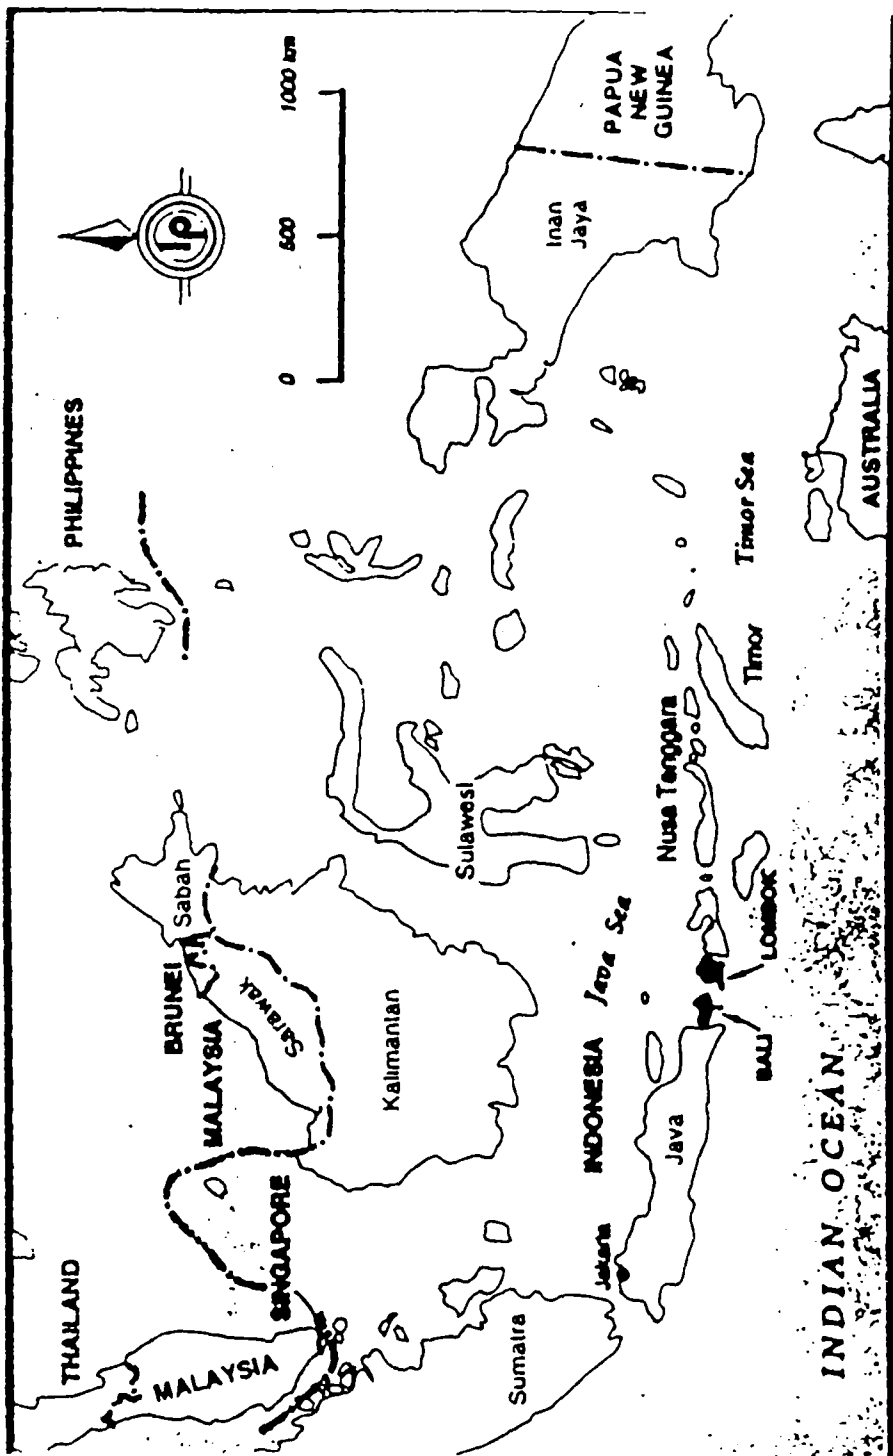 THAILAND
MALAYSIA
SINGAPORE
MALAYSIA
BRUNEI
Sabah
Sarawak
Kalimantan
PHILIPPINES
lp
0
500
1000 km
Sumatra
Jakarta
INDONESIA
Java Sea
Java
Sulawesi
Nusa Tenggara
BALI
LOMBOK
Timor
Timor Sea
Irian
Jaya
PAPUA
NEW
GUINEA
INDIAN OCEAN
AUSTRALIA